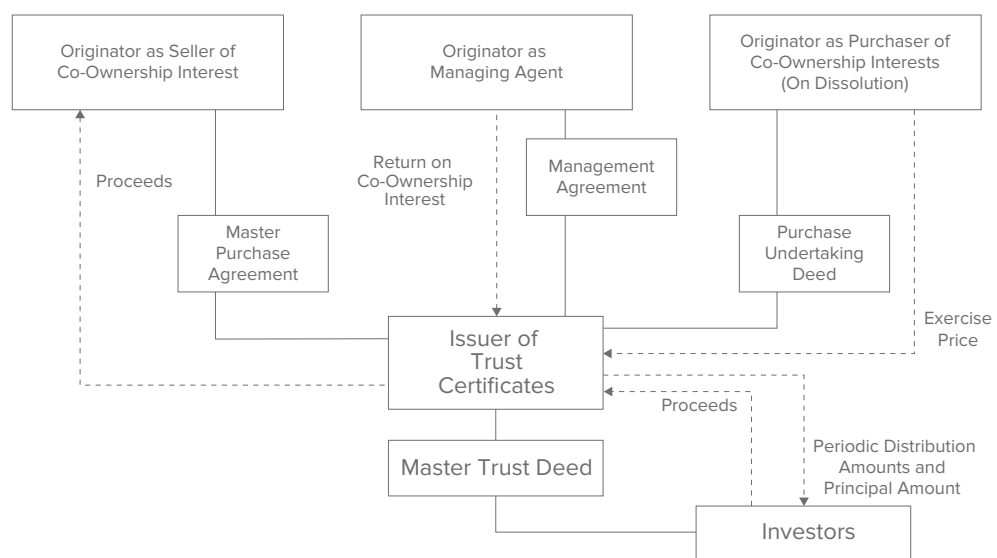 Originator as Seller of
Co-Ownership Interest
Originator as
Managing Agent
Originator as Purchaser of
Co-Ownership Interests
(On Dissolution)
Proceeds
Return on
Co-Ownership
Interest
Management
Agreement
Master
Purchase
Agreement
Purchase
Undertaking
Deed
Exercise
Price
Issuer of
Trust
Certificates
Proceeds
Master Trust Deed
Periodic Distribution
Amounts and
Principal Amount
Investors